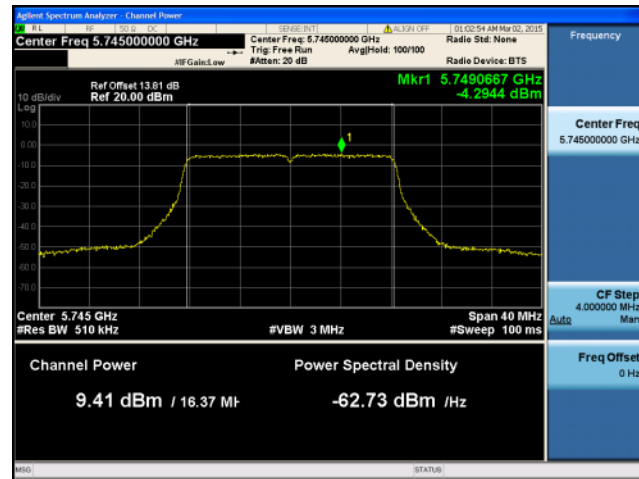 Agilent Spectrum Analyzer - Channel Power
RL RF 50 Ω DC SENSE:INT ALIGN OFF 01:02:54 AM Mar 02, 2015
Center Freq 5.745000000 GHz
Center Freq: 5.745000000 GHz
Radio Std: None
Trig: Free Run Avg|Hold: 100/100
#IFGain:Low #Atten: 20 dB Radio Device: BTS
Frequency
Mkr1 5.7490667 GHz
-4.2944 dBm
Ref Offset 13.81 dB
10 dB/div Ref 20.00 dBm
Log
10.0
0.00
-10.0
-20.0
-30.0
-40.0
-50.0
-60.0
-70.0
1
Center Freq
5.745000000 GHz
Center 5.745 GHz Span 40 MHz
#Res BW 510 kHz #VBW 3 MHz #Sweep 100 ms
CF Step
4.000000 MHz
Auto Man
Channel Power Power Spectral Density
9.41 dBm / 16.37 MH -62.73 dBm /Hz
Freq Offset
0 Hz
MSG STATUS